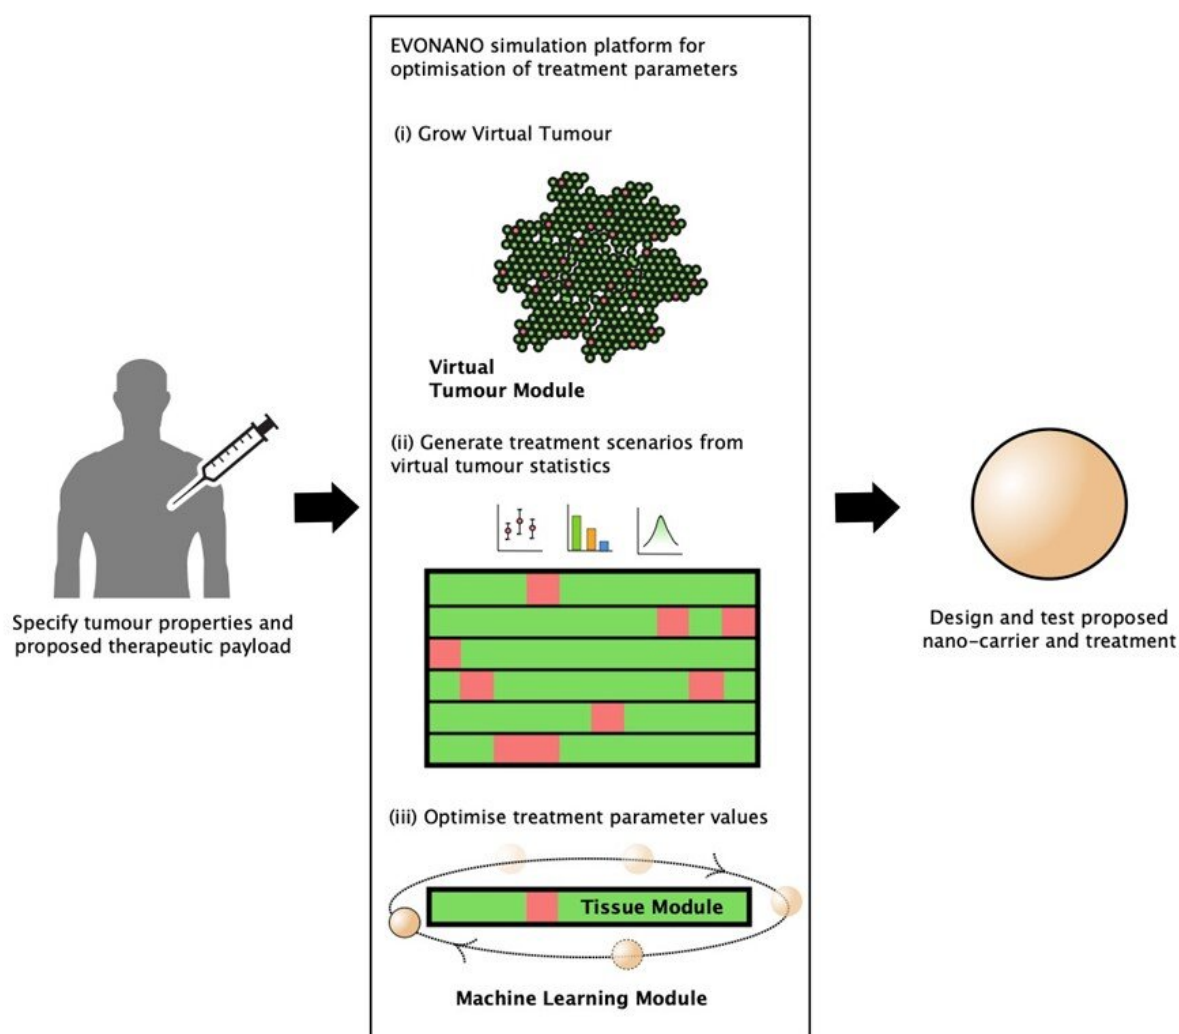 EVONANO simulation platform for
optimisation of treatment parameters
(i) Grow Virtual Tumour
Virtual
Tumour Module
(ii) Generate treatment scenarios from
virtual tumour statistics
Specify tumour properties and
proposed therapeutic payload
Design and test proposed
nano-carrier and treatment
(iii) Optimise treatment parameter values
Tissue Module
Machine Learning Module